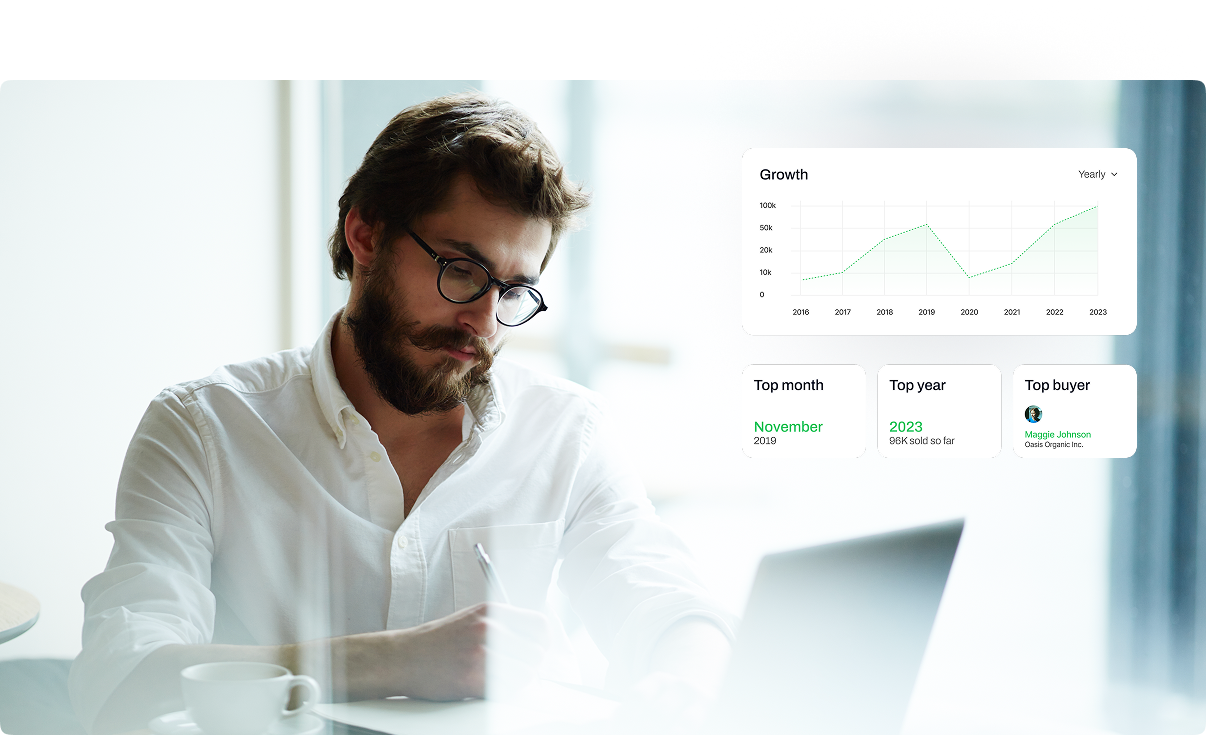 Growth
Yearly
100k
50k
20k
10k
0
2016 2017 2018 2019 2020 2021 2022 2023
Top month
November
2019
Top year
2023
96K sold so far
Top buyer
Maggie Johnson
Oasis Organic Inc.